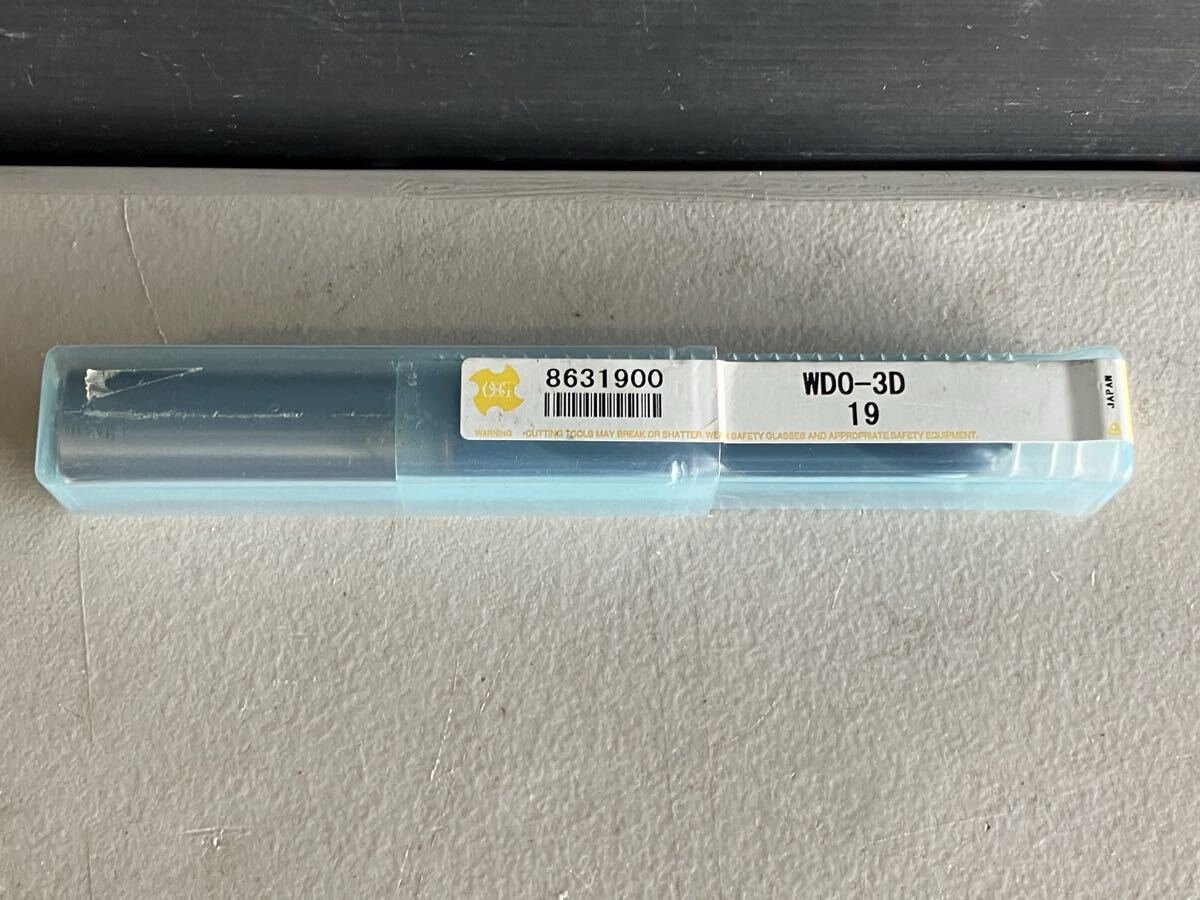 OSG
8631900
WDO-3D
19
JAPAN
WARNING •CUTTING TOOLS MAY BREAK OR SHATTER. WEAR SAFETY GLASSES AND APPROPRIATE SAFETY EQUIPMENT.